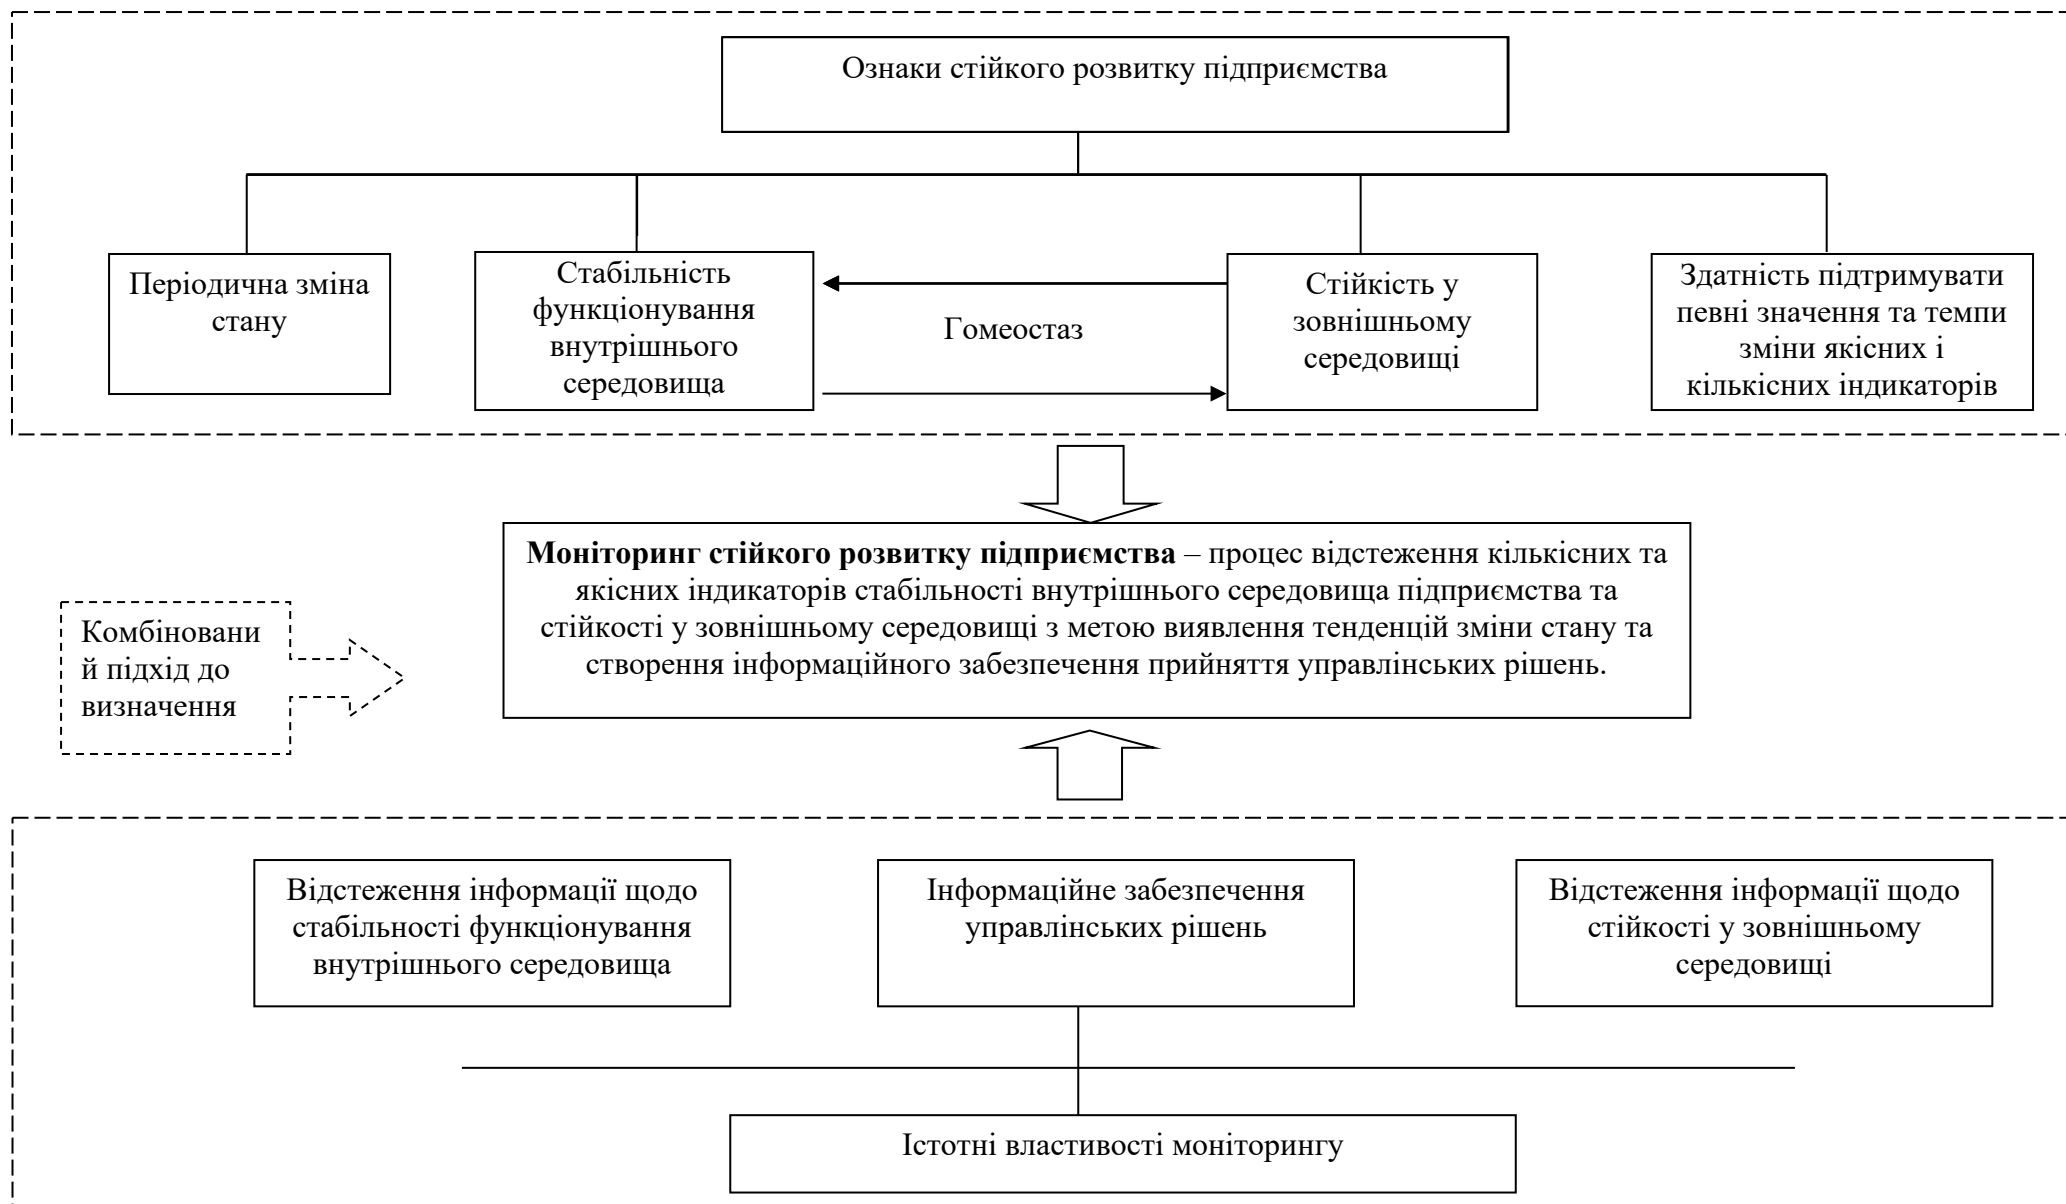 Ознаки стійкого розвитку підприємства
Періодична зміна
стану
Стабільність
функціонування
внутрішнього
середовища
Гомеостаз
Стійкість у
зовнішньому
середовищі
Здатність підтримувати
певні значення та темпи
зміни якісних і
кількісних індикаторів
Моніторинг стійкого розвитку підприємства – процес відстеження кількісних та
якісних індикаторів стабільності внутрішнього середовища підприємства та
стійкості у зовнішньому середовищі з метою виявлення тенденцій зміни стану та
створення інформаційного забезпечення прийняття управлінських рішень.
Комбіновани
й підхід до
визначення
Відстеження інформації щодо
стабільності функціонування
внутрішнього середовища
Інформаційне забезпечення
управлінських рішень
Відстеження інформації щодо
стійкості у зовнішньому
середовищі
Істотні властивості моніторингу